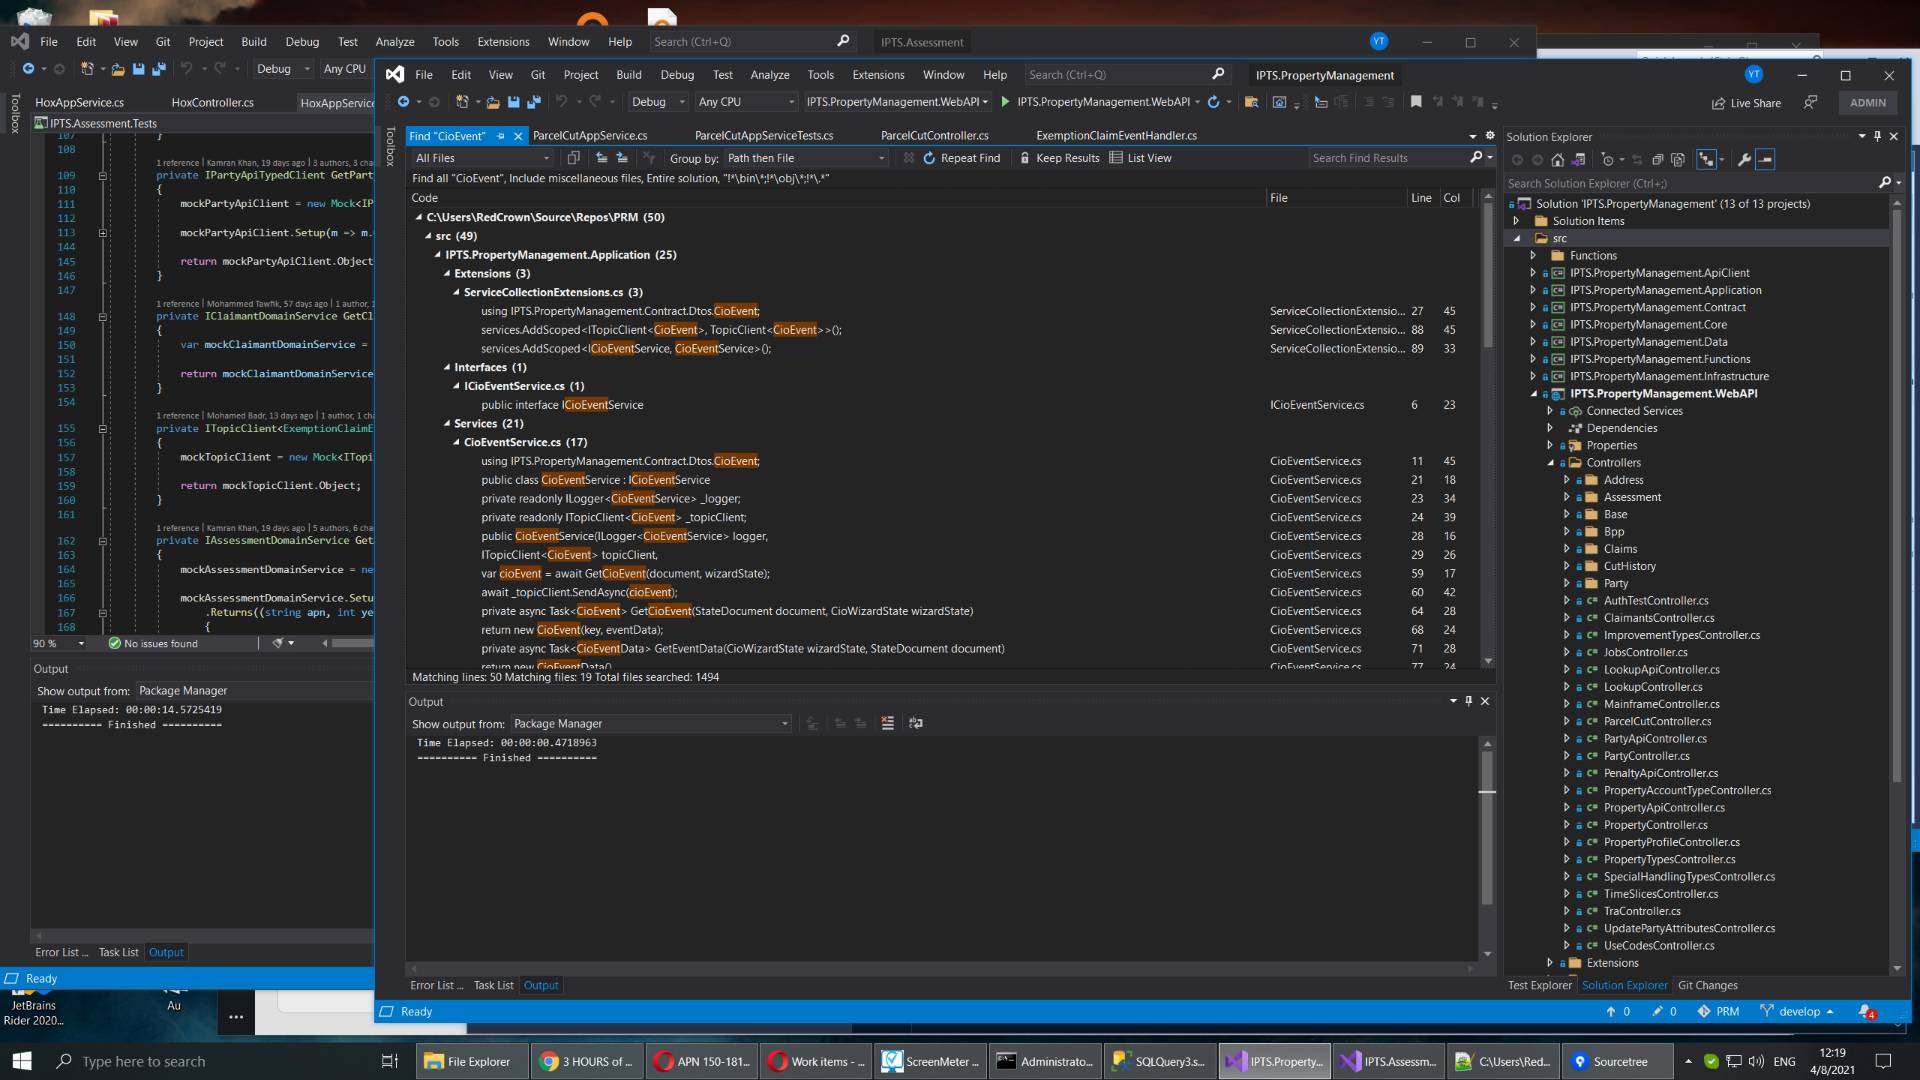 File Edit View Git Project Build Debug Test Analyze Tools Extensions Window Help Search (Ctrl+Q) IPTS.Assessment YT
Debug Any CPU
File Edit View Git Project Build Debug Test Analyze Tools Extensions Window Help Search (Ctrl+Q) IPTS.PropertyManagement YT
Debug Any CPU IPTS.PropertyManagement.WebAPI IPTS.PropertyManagement.WebAPI Live Share ADMIN
Toolbox
HoxAppService.cs HoxController.cs HoxAppService
IPTS.Assessment.Tests
107
108
1 reference | Kamran Khan, 19 days ago | 3 authors, 3 cha
109 private IPartyApiTypedClient GetPart
110 {
111 mockPartyApiClient = new Mock<IP
112
113 mockPartyApiClient.Setup(m => m.
144
145 return mockPartyApiClient.Object
146 }
147
1 reference | Mohammed Tawfik, 57 days ago | 1 author, 1
148 private IClaimantDomainService GetCl
149 {
150 var mockClaimantDomainService =
151
152 return mockClaimantDomainService
153 }
154
1 reference | Mohamed Badr, 13 days ago | 1 author, 1 cha
155 private ITopicClient<ExemptionClaimE
156 {
157 mockTopicClient = new Mock<ITopi
158
159 return mockTopicClient.Object;
160 }
161
1 reference | Kamran Khan, 19 days ago | 5 authors, 6 cha
162 private IAssessmentDomainService Get
163 {
164 mockAssessmentDomainService = ne
165
166 mockAssessmentDomainService.Setu
167 .Returns((string apn, int ye
168 {
90 % No issues found
Output
Show output from: Package Manager
Time Elapsed: 00:00:14.5725419
========== Finished ==========
Error List ... Task List Output
Ready
Toolbox
Find "CioEvent" ParcelCutAppService.cs ParcelCutAppServiceTests.cs ParcelCutController.cs ExemptionClaimEventHandler.cs
All Files Group by: Path then File Repeat Find Keep Results List View Search Find Results
Find all "CioEvent", Include miscellaneous files, Entire solution, "!*\bin\*;!*\obj\*;!*\.*"
Code File Line Col
C:\Users\RedCrown\Source\Repos\PRM (50)
src (49)
IPTS.PropertyManagement.Application (25)
Extensions (3)
ServiceCollectionExtensions.cs (3)
using IPTS.PropertyManagement.Contract.Dtos.CioEvent; ServiceCollectionExtensio... 27 45
services.AddScoped<ITopicClient<CioEvent>, TopicClient<CioEvent>>(); ServiceCollectionExtensio... 88 45
services.AddScoped<ICioEventService, CioEventService>(); ServiceCollectionExtensio... 89 33
Interfaces (1)
ICioEventService.cs (1)
public interface ICioEventService ICioEventService.cs 6 23
Services (21)
CioEventService.cs (17)
using IPTS.PropertyManagement.Contract.Dtos.CioEvent; CioEventService.cs 11 45
public class CioEventService : ICioEventService CioEventService.cs 21 18
private readonly ILogger<CioEventService> _logger; CioEventService.cs 23 34
private readonly ITopicClient<CioEvent> _topicClient; CioEventService.cs 24 39
public CioEventService(ILogger<CioEventService> logger, CioEventService.cs 28 16
ITopicClient<CioEvent> topicClient, CioEventService.cs 29 26
var cioEvent = await GetCioEvent(document, wizardState); CioEventService.cs 59 17
await _topicClient.SendAsync(cioEvent); CioEventService.cs 60 42
private async Task<CioEvent> GetCioEvent(StateDocument document, CioWizardState wizardState) CioEventService.cs 64 28
return new CioEvent(key, eventData); CioEventService.cs 68 24
private async Task<CioEventData> GetEventData(CioWizardState wizardState, StateDocument document) CioEventService.cs 71 28
return new CioEventData() CioEventService.cs 77 24
Matching lines: 50 Matching files: 19 Total files searched: 1494
Output
Show output from: Package Manager
Time Elapsed: 00:00:00.4718963
========== Finished ==========
Error List ... Task List Output
Ready
Solution Explorer
Search Solution Explorer (Ctrl+;)
Solution 'IPTS.PropertyManagement' (13 of 13 projects)
Solution Items
src
Functions
IPTS.PropertyManagement.ApiClient
IPTS.PropertyManagement.Application
IPTS.PropertyManagement.Contract
IPTS.PropertyManagement.Core
IPTS.PropertyManagement.Data
IPTS.PropertyManagement.Functions
IPTS.PropertyManagement.Infrastructure
IPTS.PropertyManagement.WebAPI
Connected Services
Dependencies
Properties
Controllers
Address
Assessment
Base
Bpp
Claims
CutHistory
Party
AuthTestController.cs
ClaimantsController.cs
ImprovementTypesController.cs
JobsController.cs
LookupApiController.cs
LookupController.cs
MainframeController.cs
ParcelCutController.cs
PartyApiController.cs
PartyController.cs
PenaltyApiController.cs
PropertyAccountTypeController.cs
PropertyApiController.cs
PropertyController.cs
PropertyProfileController.cs
PropertyTypesController.cs
SpecialHandlingTypesController.cs
TimeSlicesController.cs
TraController.cs
UpdatePartyAttributesController.cs
UseCodesController.cs
Extensions
Test Explorer Solution Explorer Git Changes
0 0 PRM develop 4
JetBrains
Rider 2020...
Au
Type here to search File Explorer 3 HOURS of ... APN 150-181... Work items - ... ScreenMeter ... Administrato... SQLQuery3.s... IPTS.Property... IPTS.Assessm... C:\Users\Red... Sourcetree ENG 12:19
4/8/2021